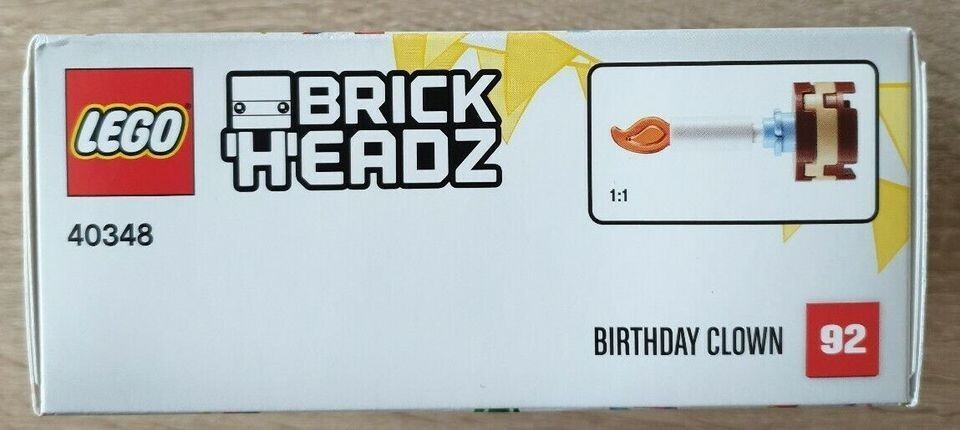 LEGO
BRICK
HEADZ
40348
1:1
BIRTHDAY CLOWN 92